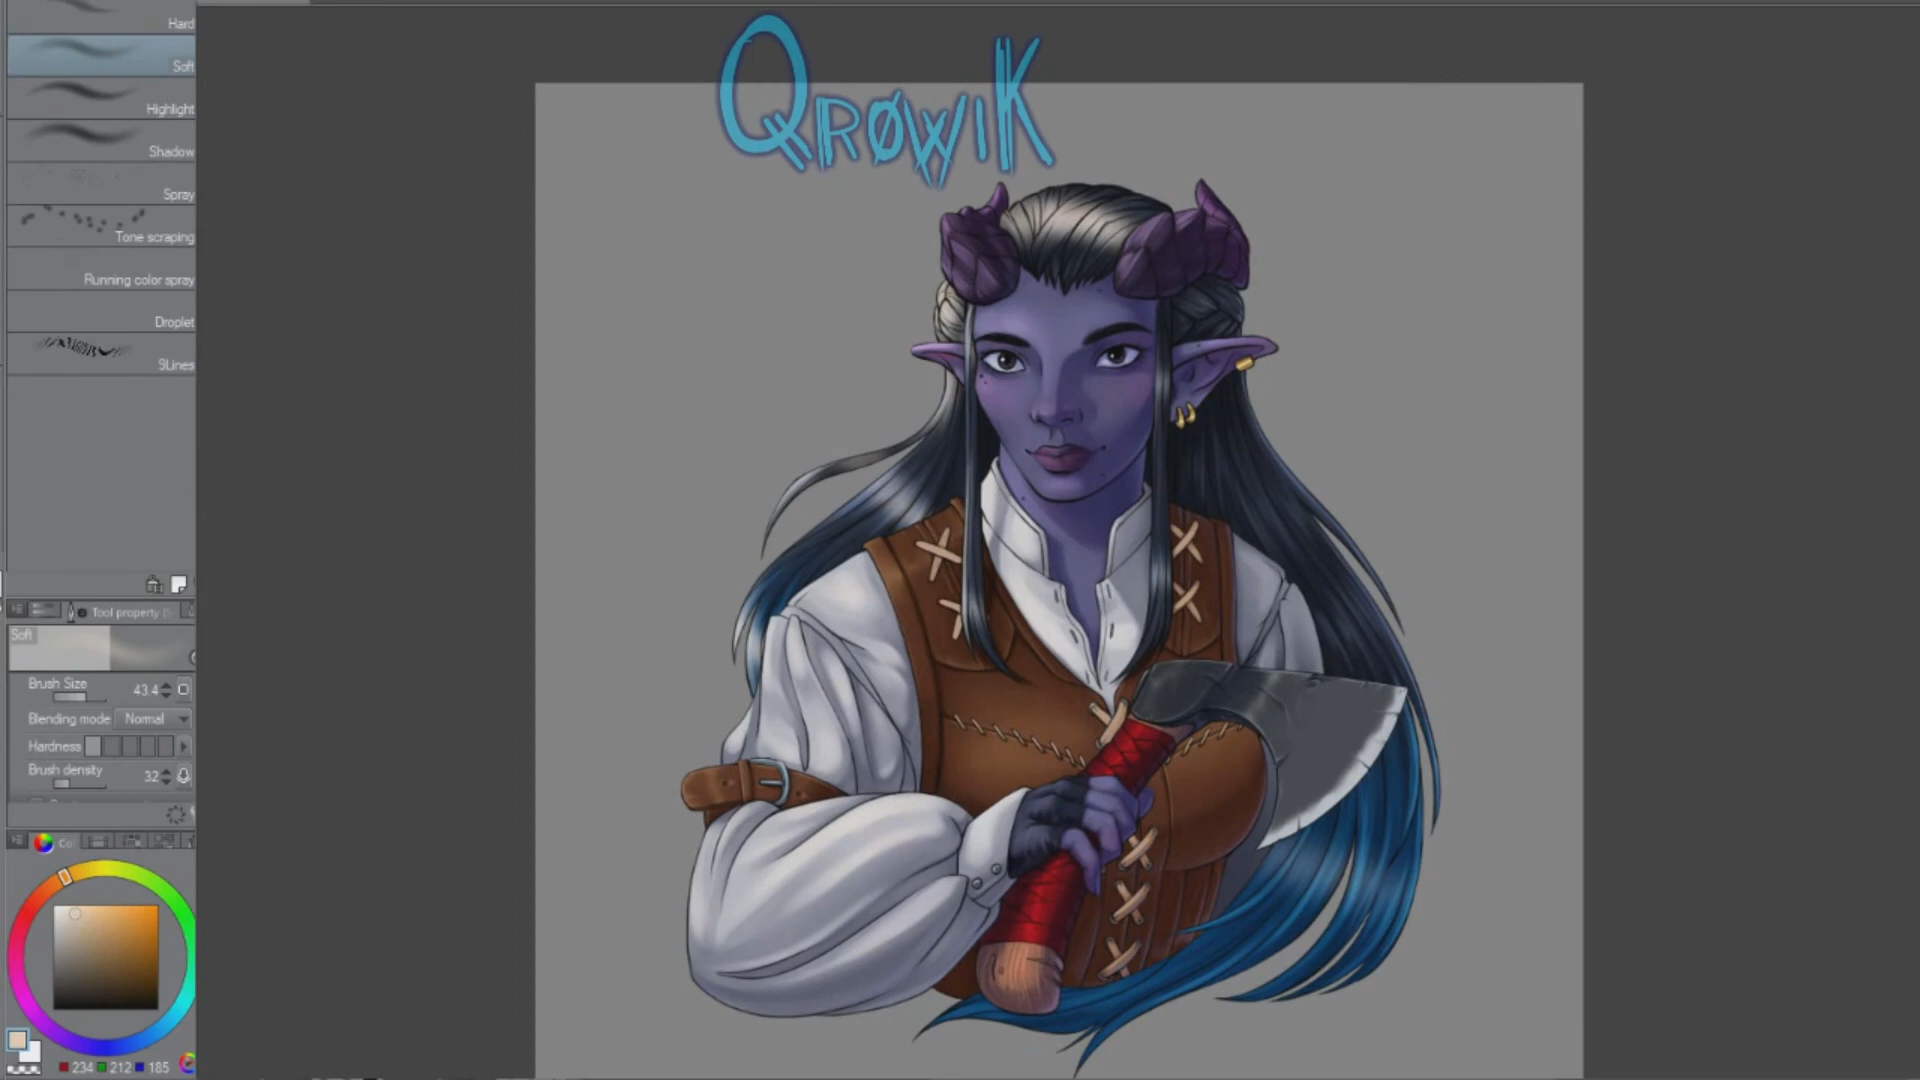 Hard
Soft
Highlight
Shadow
Spray
Tone scraping
Running color spray
Droplet
9Lines
Tool property
Soft
Brush Size 43.4
Blending mode Normal
Hardness
Brush density 32
234 212 185
QRØWIK